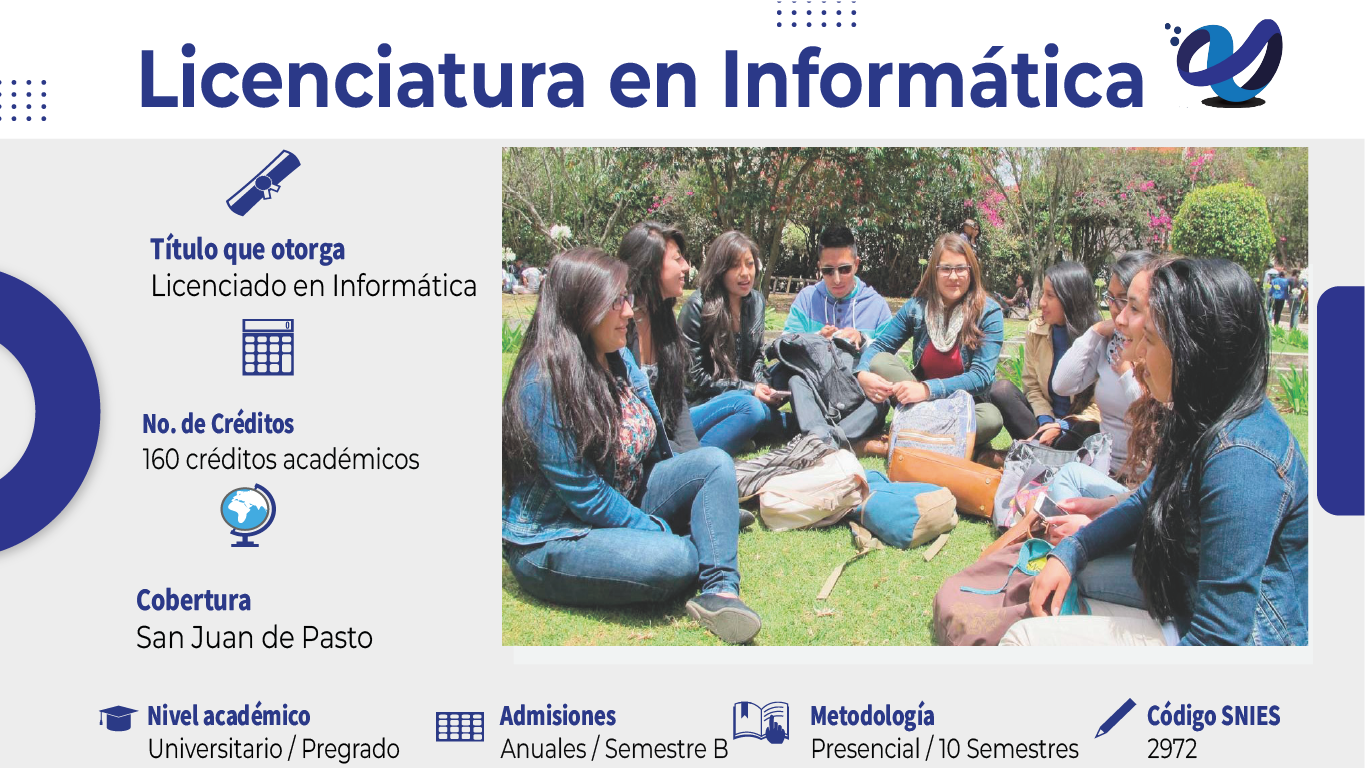 Licenciatura en Informática
Título que otorga
Licenciado en Informática
No. de Créditos
160 créditos académicos
Cobertura
San Juan de Pasto
Nivel académico
Universitario / Pregrado
Admisiones
Anuales / Semestre B
Metodología
Presencial / 10 Semestres
Código SNIES
2972